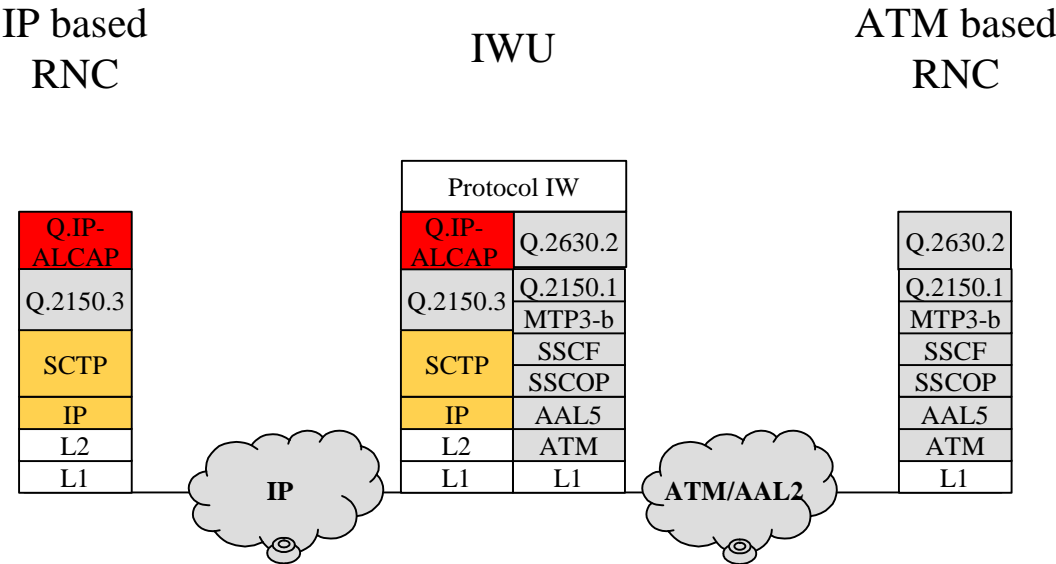 IP based
RNC
IWU
ATM based
RNC
Protocol IW
Q.IP-
ALCAP
Q.2150.3
SCTP
IP
L2
L1
Q.IP-
ALCAP
Q.2150.3
SCTP
IP
L2
L1
Q.2630.2
Q.2150.1
MTP3-b
SSCF
SSCOP
AAL5
ATM
L1
Q.2630.2
Q.2150.1
MTP3-b
SSCF
SSCOP
AAL5
ATM
L1
IP
ATM/AAL2